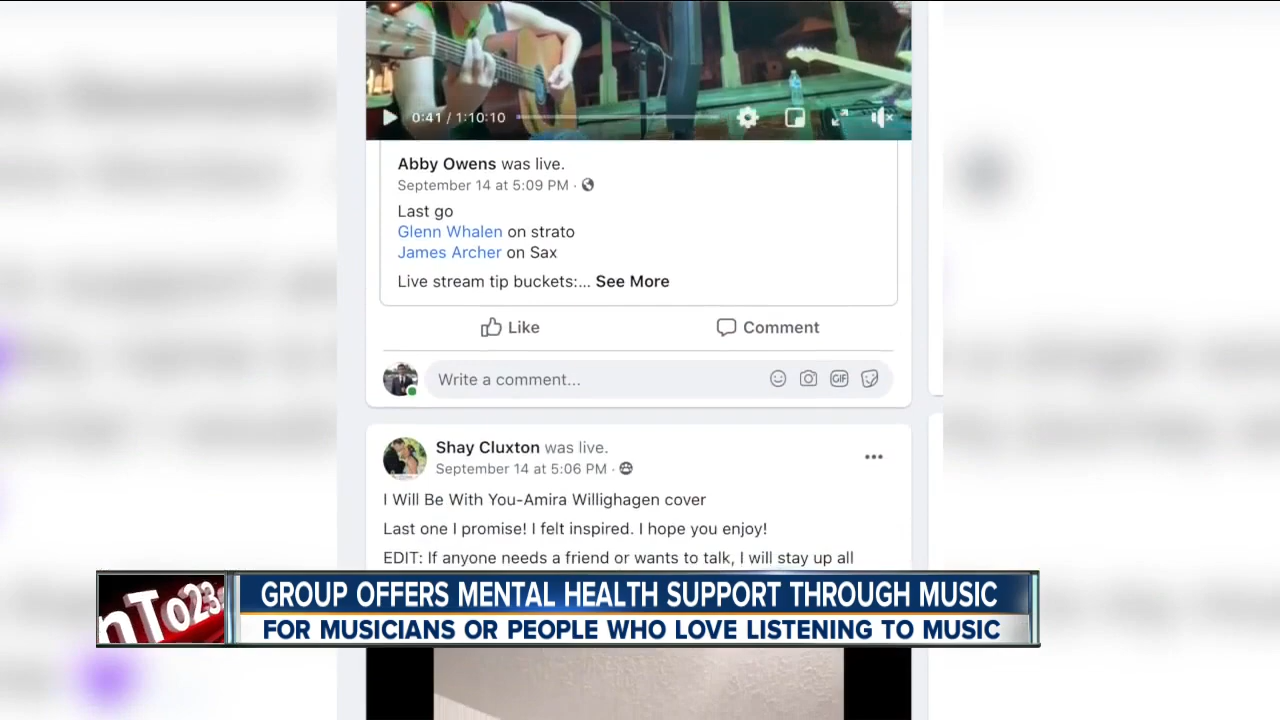 0:41 / 1:10:10
Abby Owens was live.
September 14 at 5:09 PM ·
Last go
Glenn Whalen on strato
James Archer on Sax
Live stream tip buckets:... See More
Like
Comment
Write a comment...
GIF
Shay Cluxton was live.
September 14 at 5:06 PM ·
I Will Be With You-Amira Willighagen cover
Last one I promise! I felt inspired. I hope you enjoy!
EDIT: If anyone needs a friend or wants to talk, I will stay up all
GROUP OFFERS MENTAL HEALTH SUPPORT THROUGH MUSIC
FOR MUSICIANS OR PEOPLE WHO LOVE LISTENING TO MUSIC